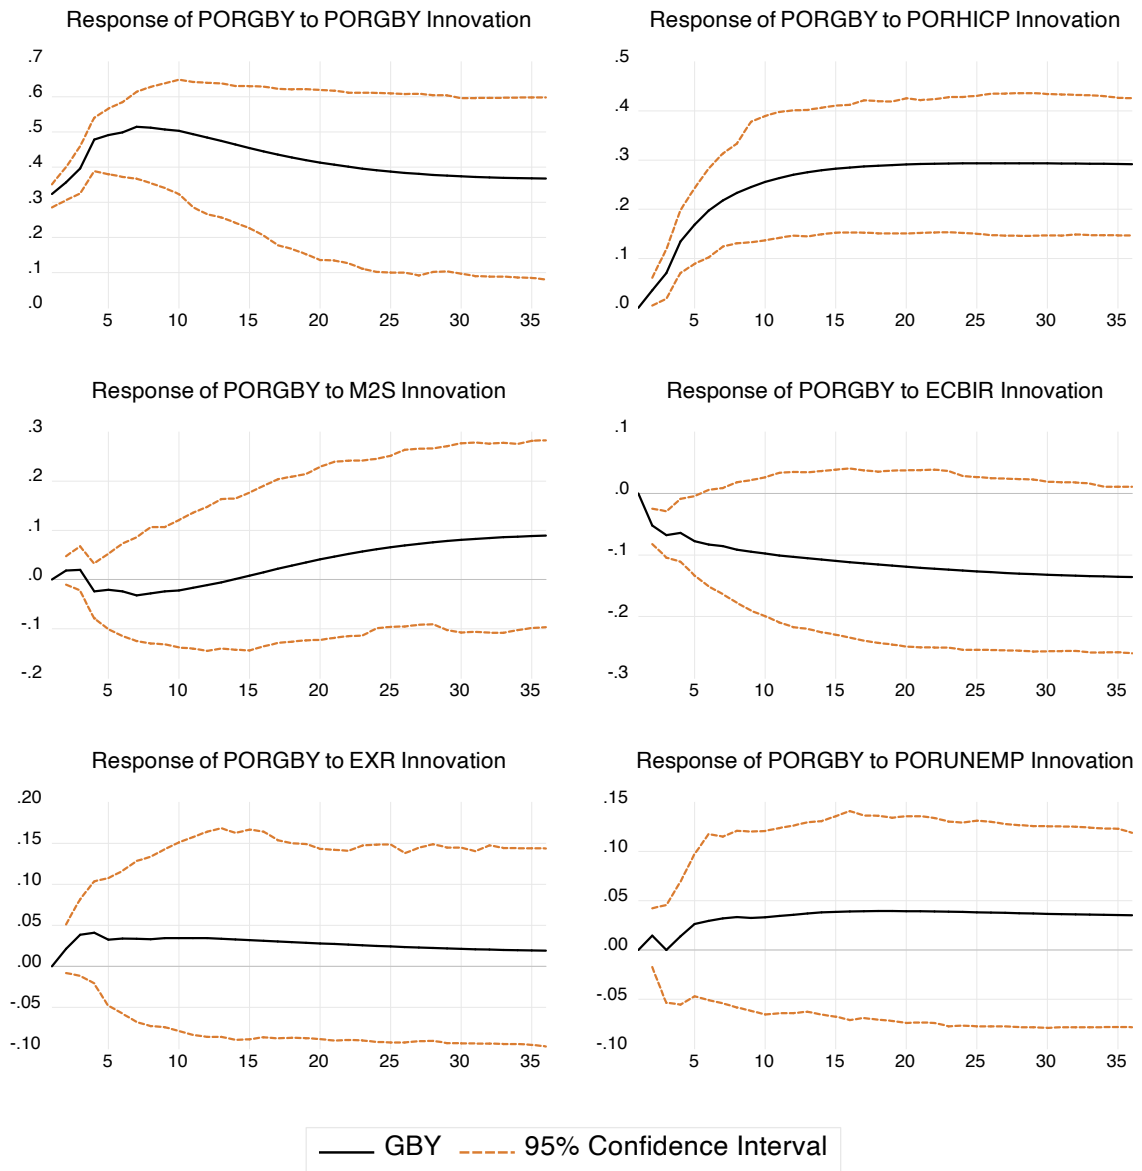 Response of PORGBY to PORGBY Innovation
.7
.6
.5
.4
.3
.2
.1
.0
5 10 15 20 25 30 35
Response of PORGBY to PORHICP Innovation
.5
.4
.3
.2
.1
.0
5 10 15 20 25 30 35
Response of PORGBY to M2S Innovation
.3
.2
.1
.0
-.1
-.2
5 10 15 20 25 30 35
Response of PORGBY to ECBIR Innovation
.1
.0
-.1
-.2
-.3
5 10 15 20 25 30 35
Response of PORGBY to EXR Innovation
.20
.15
.10
.05
.00
-.05
-.10
5 10 15 20 25 30 35
Response of PORGBY to PORUNEMP Innovation
.15
.10
.05
.00
-.05
-.10
5 10 15 20 25 30 35
GBY 95% Confidence Interval